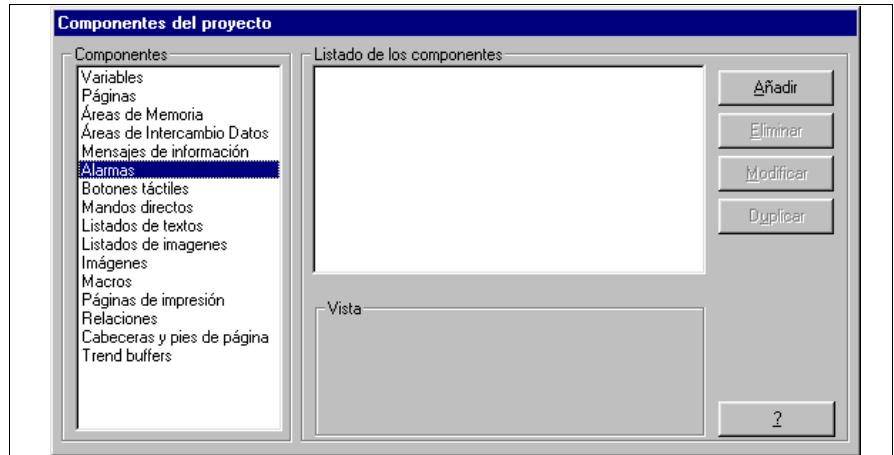 Componentes del proyecto
Componentes
Variables
Páginas
Áreas de Memoria
Áreas de Intercambio Datos
Mensajes de información
Alarmas
Botones táctiles
Mandos directos
Listados de textos
Listados de imagenes
Imágenes
Macros
Páginas de impresión
Relaciones
Cabeceras y pies de página
Trend buffers
Listado de los componentes
Añadir
Eliminar
Modificar
Duplicar
Vista
?